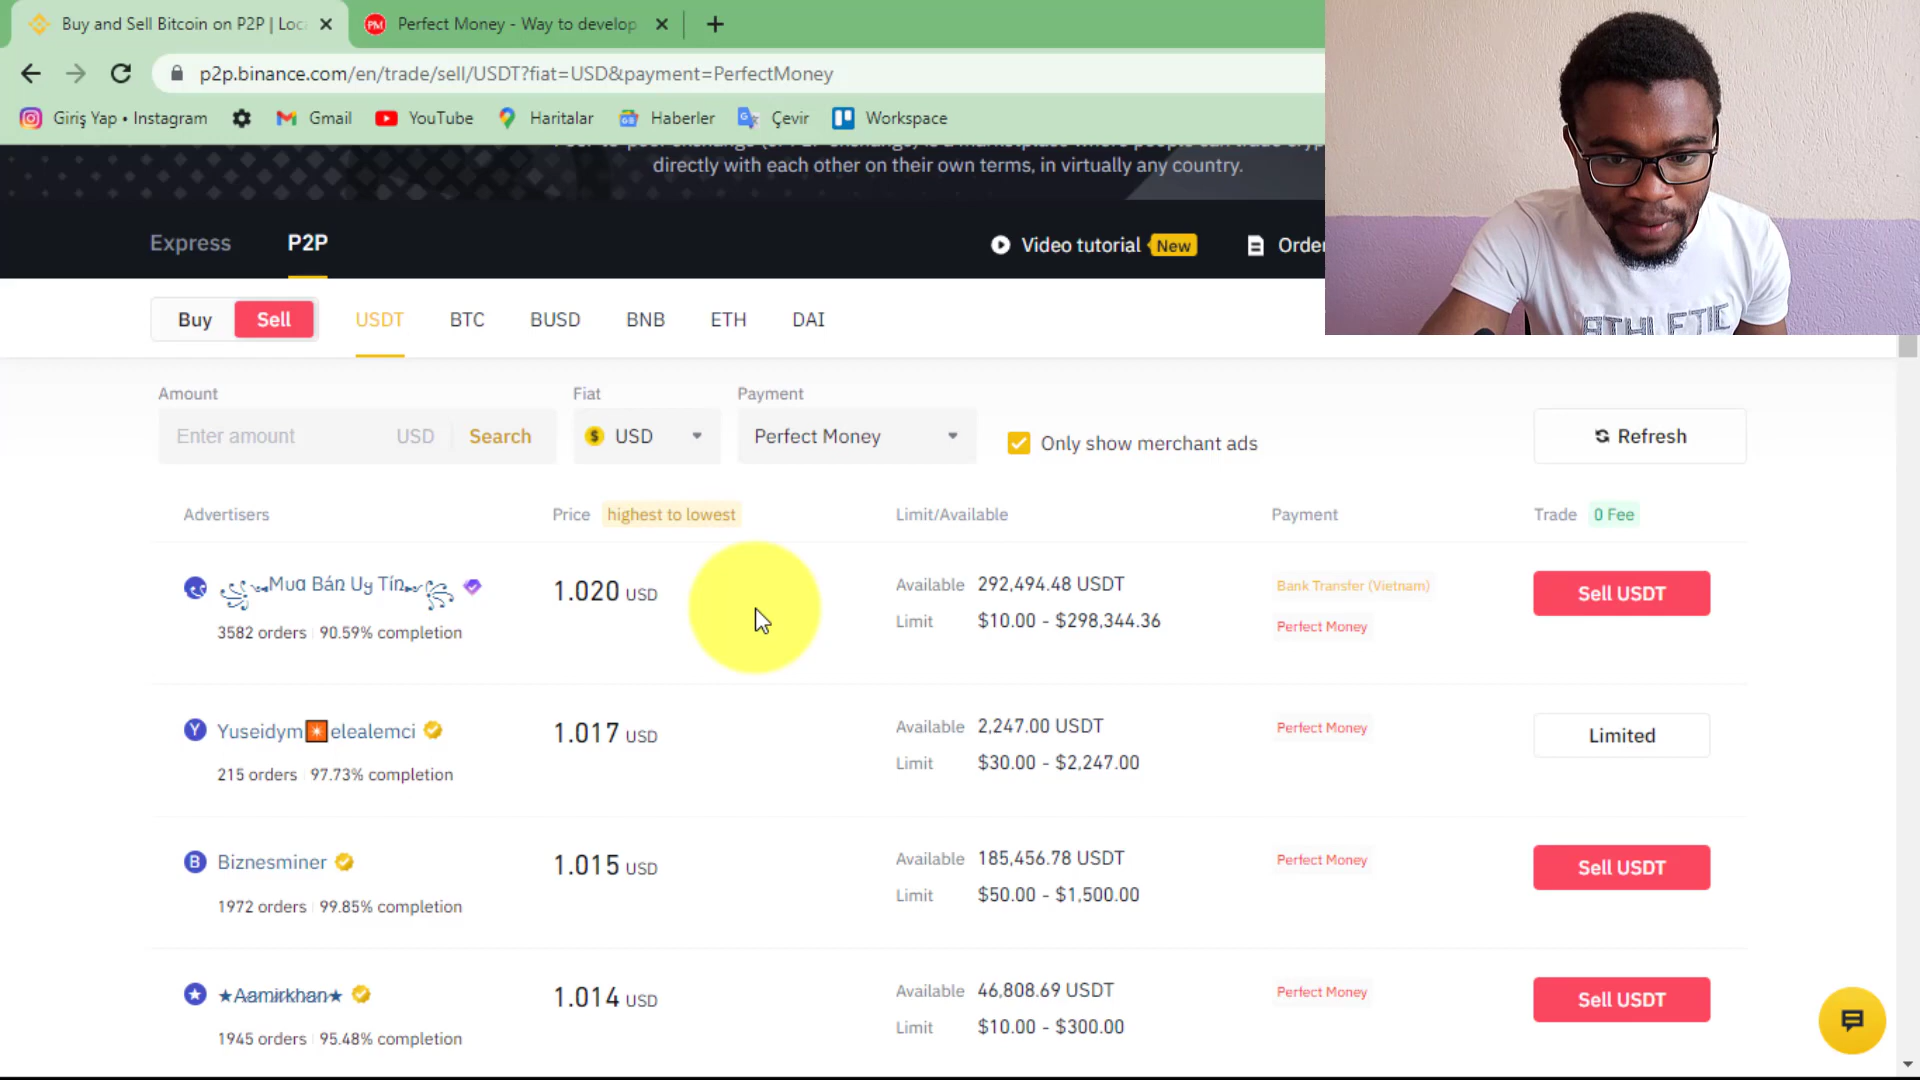 Buy and Sell Bitcoin on P2P | Loc
Perfect Money - Way to develop
p2p.binance.com/en/trade/sell/USDT?fiat=USD&payment=PerfectMoney
Giriş Yap • Instagram
Gmail
YouTube
Haritalar
Haberler
Çevir
Workspace
directly with each other on their own terms, in virtually any country.
Express
P2P
Video tutorial
New
Order
Buy
Sell
USDT
BTC
BUSD
BNB
ETH
DAI
Amount
Fiat
Payment
Enter amount
USD
Search
$ USD
Perfect Money
Only show merchant ads
Refresh
Advertisers
Price
highest to lowest
Limit/Available
Payment
Trade
0 Fee
Mua Bán Uy Tín
1.020 USD
Available 292,494.48 USDT
Bank Transfer (Vietnam)
Sell USDT
3582 orders | 90.59% completion
Limit $10.00 - $298,344.36
Perfect Money
Y
Yuseidym💥elealemci
1.017 USD
Available 2,247.00 USDT
Perfect Money
Limited
215 orders | 97.73% completion
Limit $30.00 - $2,247.00
B
Biznesminer
1.015 USD
Available 185,456.78 USDT
Perfect Money
Sell USDT
1972 orders | 99.85% completion
Limit $50.00 - $1,500.00
★Aamirkhan★
1.014 USD
Available 46,808.69 USDT
Perfect Money
Sell USDT
1945 orders | 95.48% completion
Limit $10.00 - $300.00
PM
ATHLETIC